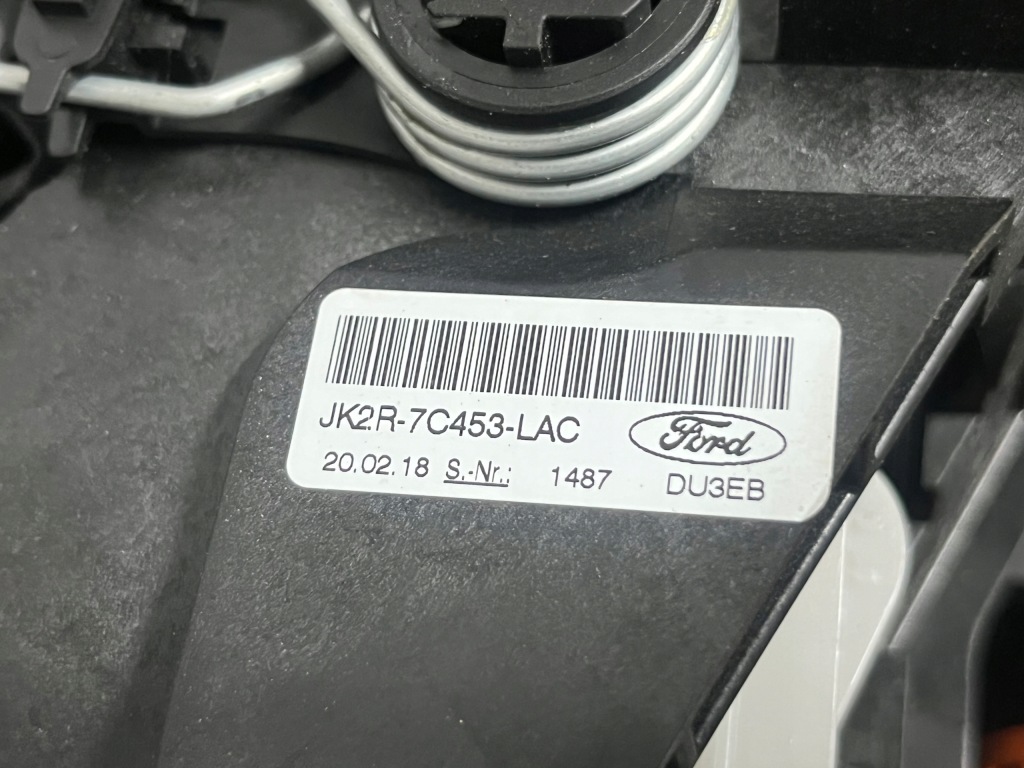 JK2R-7C453-LAC
Ford
20.02.18 S.-Nr.: 1487 DU3EB